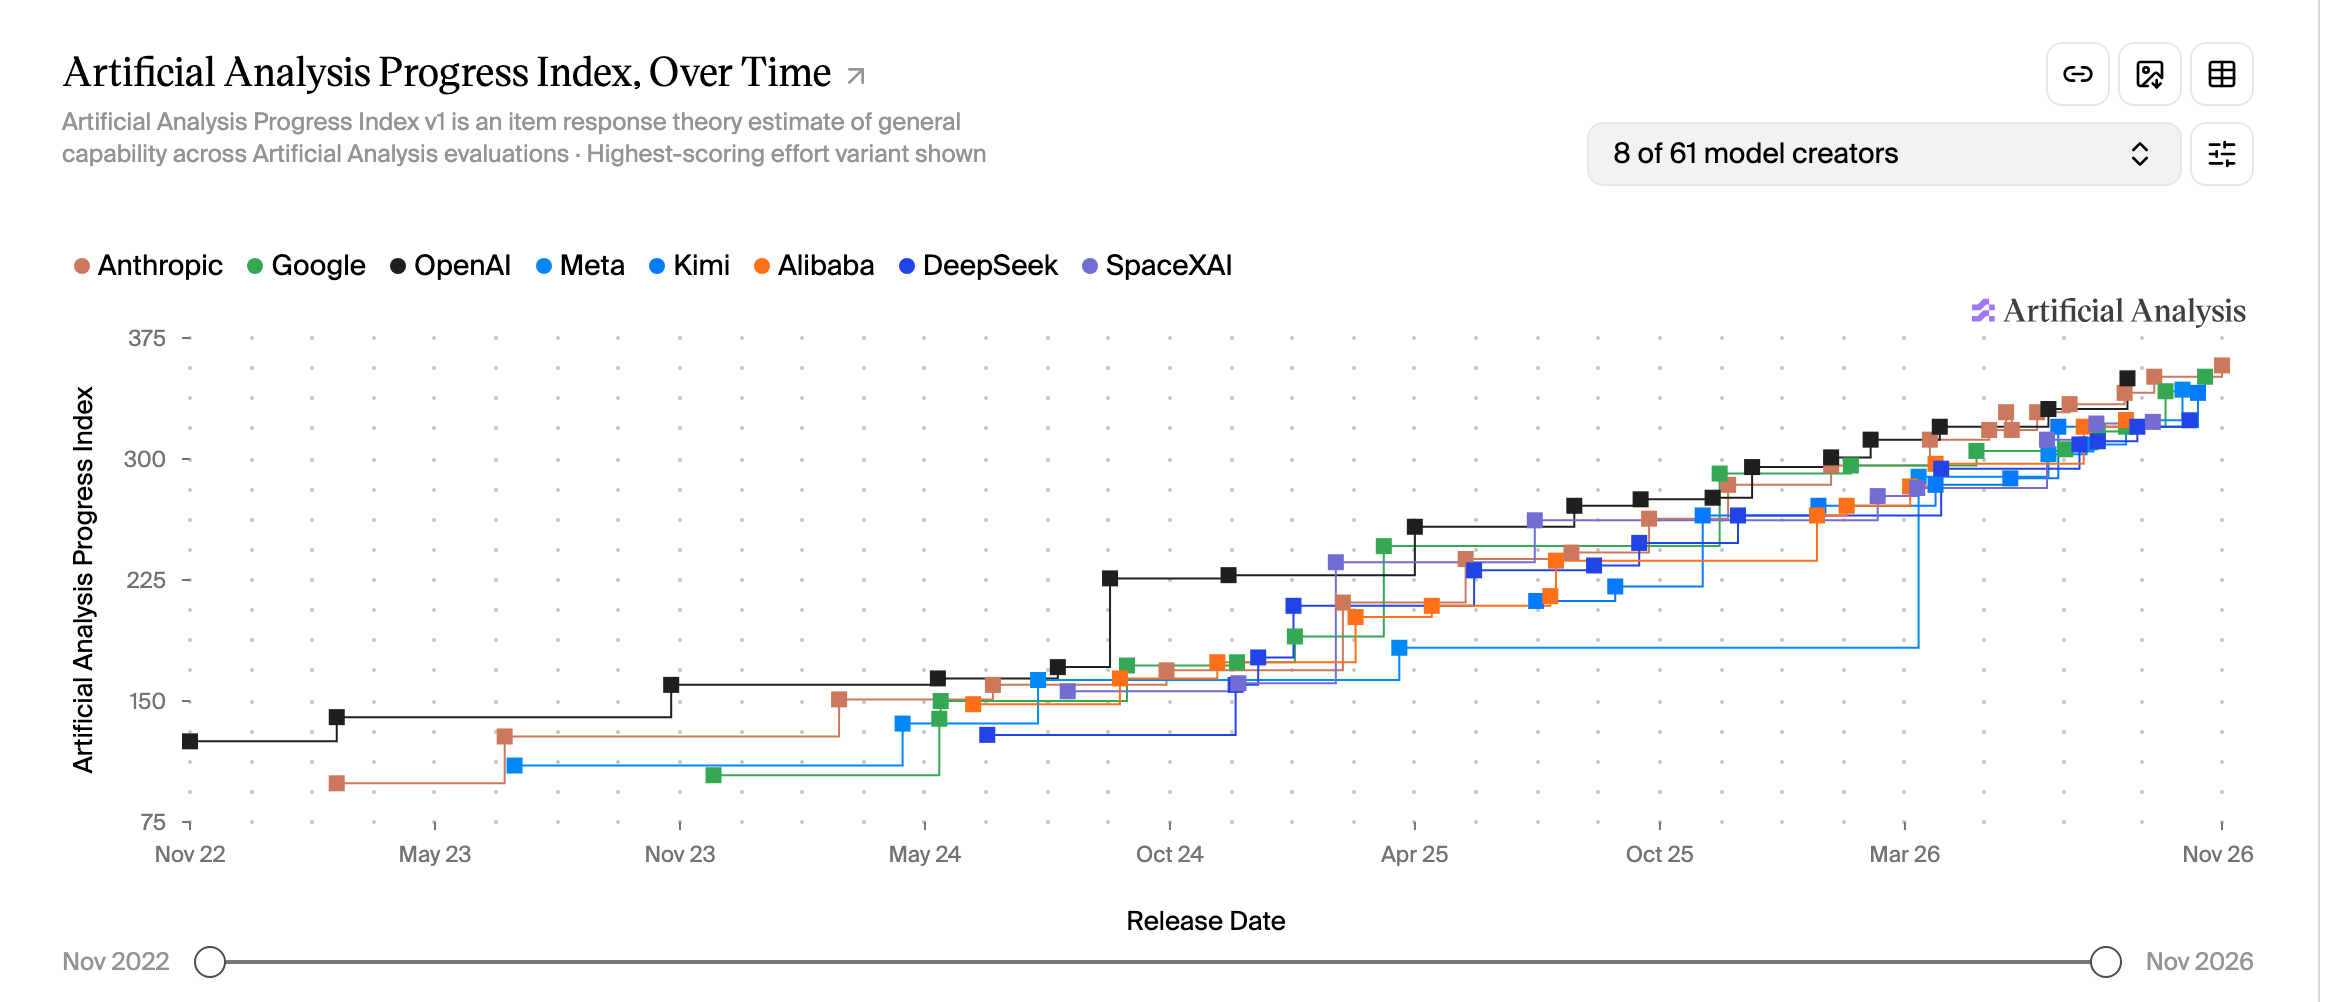 Artificial Analysis Progress Index, Over Time
Artificial Analysis Progress Index v1 is an item response theory estimate of general
capability across Artificial Analysis evaluations · Highest-scoring effort variant shown
8 of 61 model creators
Anthropic Google OpenAI Meta Kimi Alibaba DeepSeek SpaceXAI
Artificial Analysis
Artificial Analysis Progress Index
375
300
225
150
75
Nov 22 May 23 Nov 23 May 24 Oct 24 Apr 25 Oct 25 Mar 26 Nov 26
Release Date
Nov 2022 Nov 2026